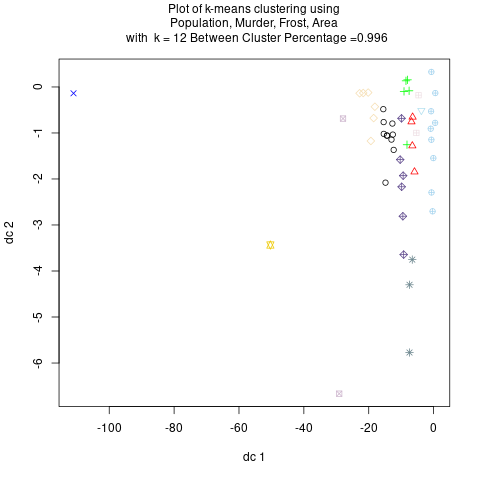 Plot of k-means clustering using
Population, Murder, Frost, Area
with k = 12 Between Cluster Percentage =0.996
0
-1
-2
-3
-4
-5
-6
dc 2
-100 -80 -60 -40 -20 0
dc 1